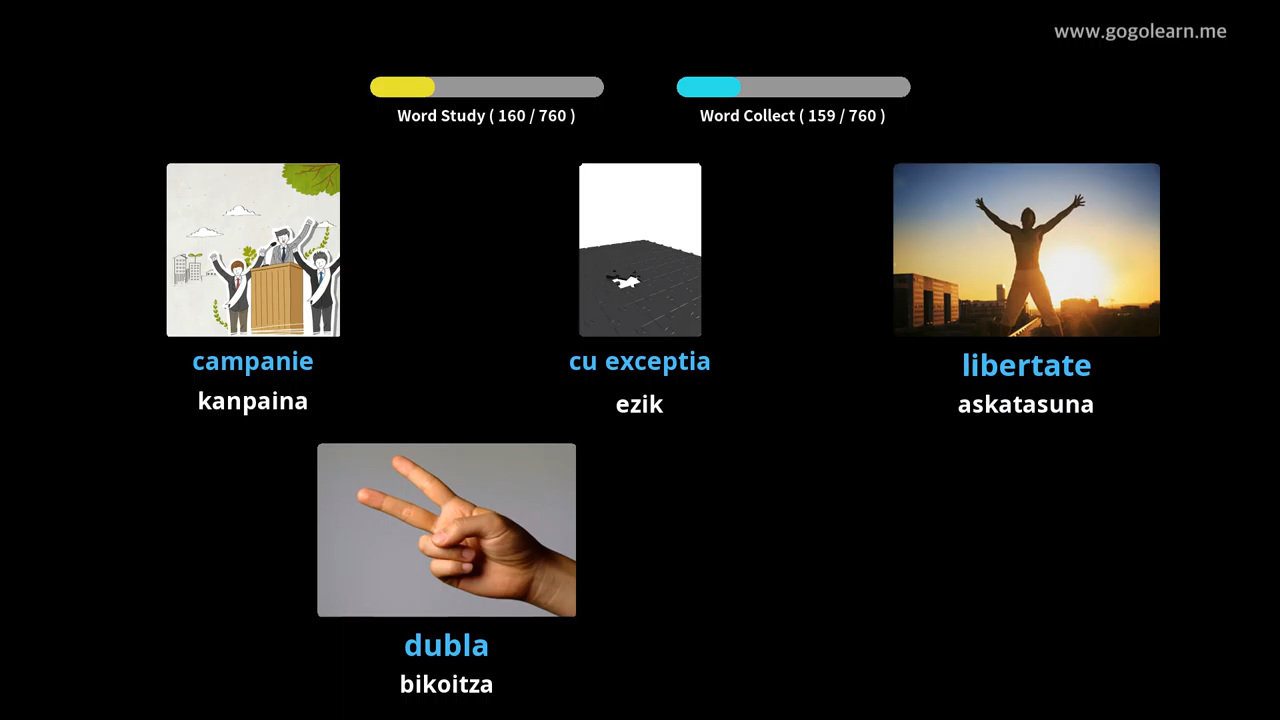 www.gogolearn.me
Word Study ( 160 / 760 )
Word Collect ( 159 / 760 )
campanie
kanpaina
cu exceptia
ezik
libertate
askatasuna
dubla
bikoitza